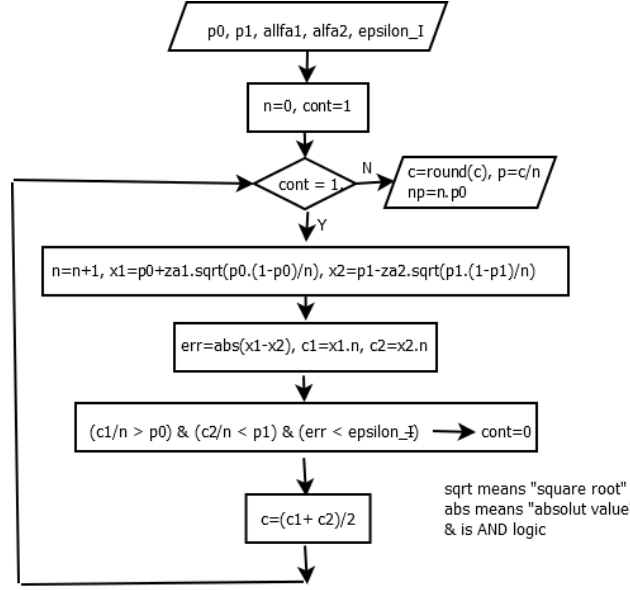 p0, p1, allfa1, alfa2, epsilon_I
n=0, cont=1
cont = 1.
N
c=round(c), p=c/n
np=n.p0
Y
n=n+1, x1=p0+za1.sqrt(p0.(1-p0)/n), x2=p1-za2.sqrt(p1.(1-p1)/n)
err=abs(x1-x2), c1=x1.n, c2=x2.n
(c1/n > p0) & (c2/n < p1) & (err < epsilon_I) cont=0
c=(c1+ c2)/2
sqrt means "square root"
abs means "absolut value"
& is AND logic